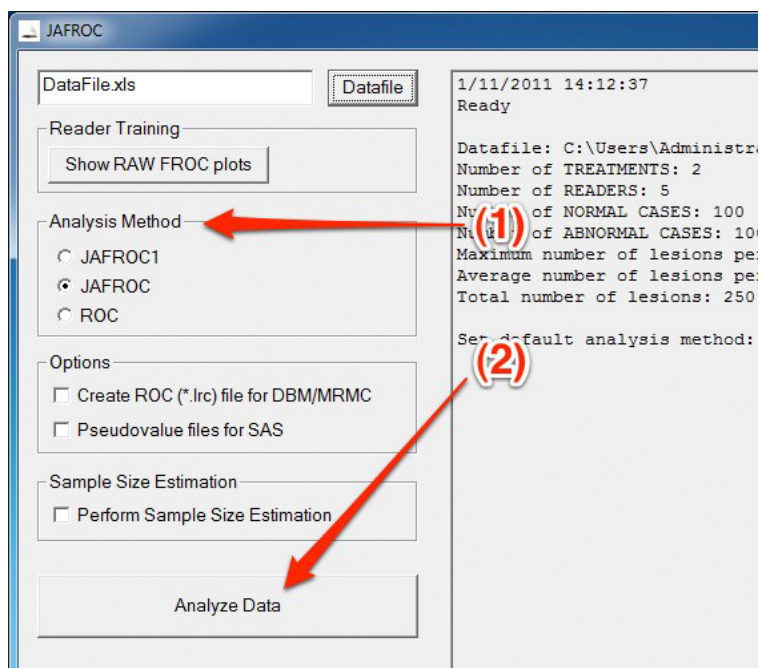 JAFROC
DataFile.xls
Datafile
Reader Training
Show RAW FROC plots
Analysis Method
JAFROC1
JAFROC
ROC
Options
Create ROC (*.lrc) file for DBM/MRMC
Pseudovalue files for SAS
Sample Size Estimation
Perform Sample Size Estimation
Analyze Data
1/11/2011 14:12:37
Ready
Datafile: C:\Users\Administra
Number of TREATMENTS: 2
Number of READERS: 5
(1)
of NORMAL CASES: 100
of ABNORMAL CASES: 100
Maximum number of lesions per
Average number of lesions per
Total number of lesions: 250
Set default analysis method:
(2)